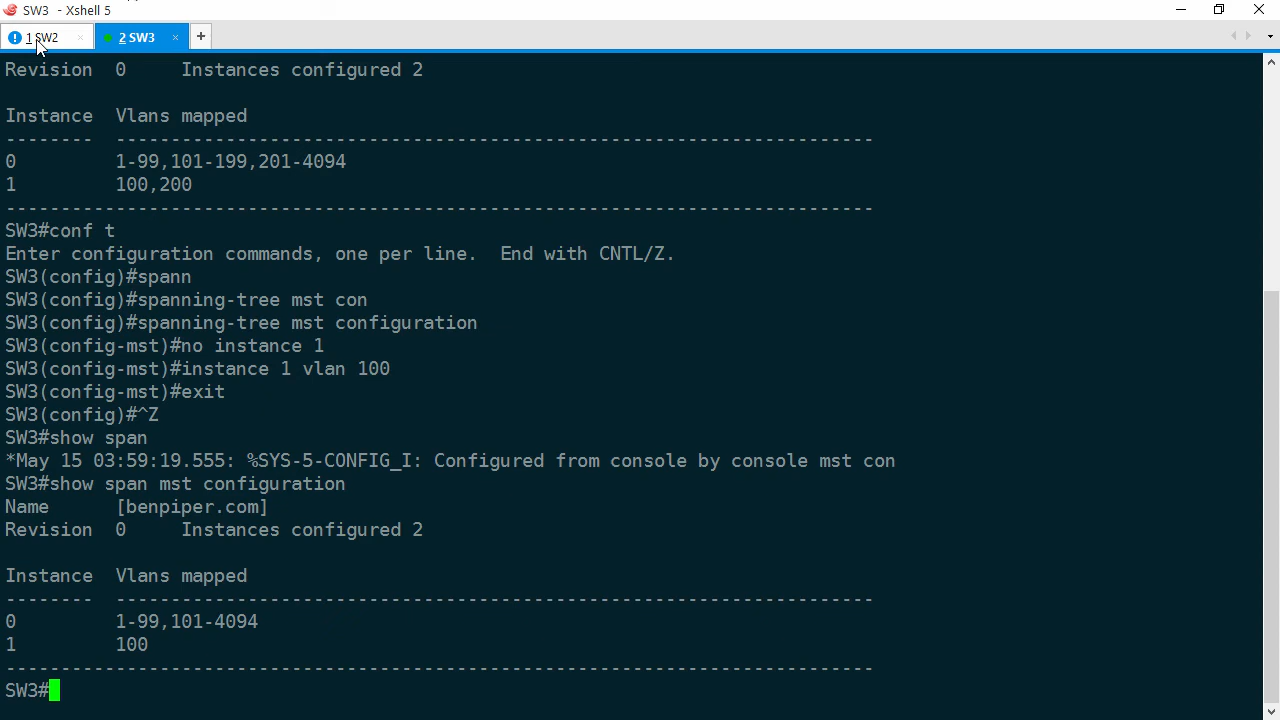 SW3 - Xshell 5
1 SW2
2 SW3
Revision  0     Instances configured 2
Instance  Vlans mapped
--------  ---------------------------------------------------------------------
0         1-99,101-199,201-4094
1         100,200
-------------------------------------------------------------------------------
SW3#conf t
Enter configuration commands, one per line.  End with CNTL/Z.
SW3(config)#spann
SW3(config)#spanning-tree mst con
SW3(config)#spanning-tree mst configuration
SW3(config-mst)#no instance 1
SW3(config-mst)#instance 1 vlan 100
SW3(config-mst)#exit
SW3(config)#^Z
SW3#show span
*May 15 03:59:19.555: %SYS-5-CONFIG_I: Configured from console by console mst con
SW3#show span mst configuration
Name      [benpiper.com]
Revision  0     Instances configured 2
Instance  Vlans mapped
--------  ---------------------------------------------------------------------
0         1-99,101-4094
1         100
-------------------------------------------------------------------------------
SW3#